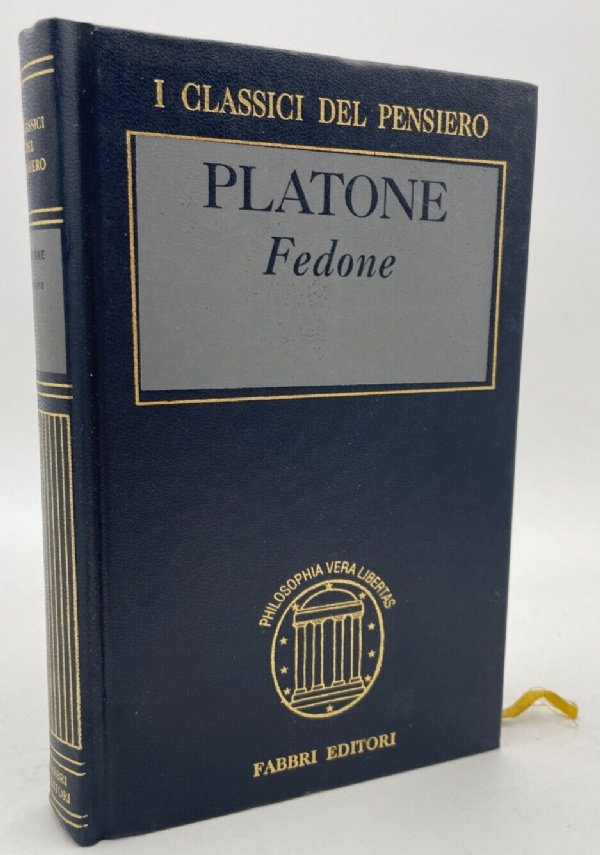 I CLASSICI DEL PENSIERO
PLATONE
Fedone
PHILOSOPHIA VERA LIBERTAS
FABBRI EDITORI